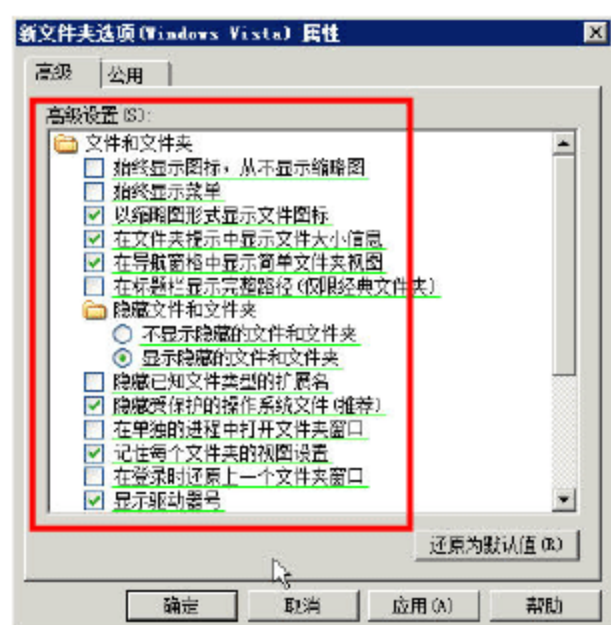 新文件夹选项(Windows Vista) 属性
高级
公用
高级设置(S):
文件和文件夹
始终显示图标，从不显示缩略图
始终显示菜单
以缩略图形式显示文件图标
在文件夹提示中显示文件大小信息
在导航窗格中显示简单文件夹视图
在标题栏显示完整路径(仅限经典文件夹)
隐藏文件和文件夹
不显示隐藏的文件和文件夹
显示隐藏的文件和文件夹
隐藏已知文件类型的扩展名
隐藏受保护的操作系统文件(推荐)
在单独的进程中打开文件夹窗口
记住每个文件夹的视图设置
在登录时还原上一个文件夹窗口
显示驱动器号
还原为默认值(R)
确定
取消
应用(A)
帮助